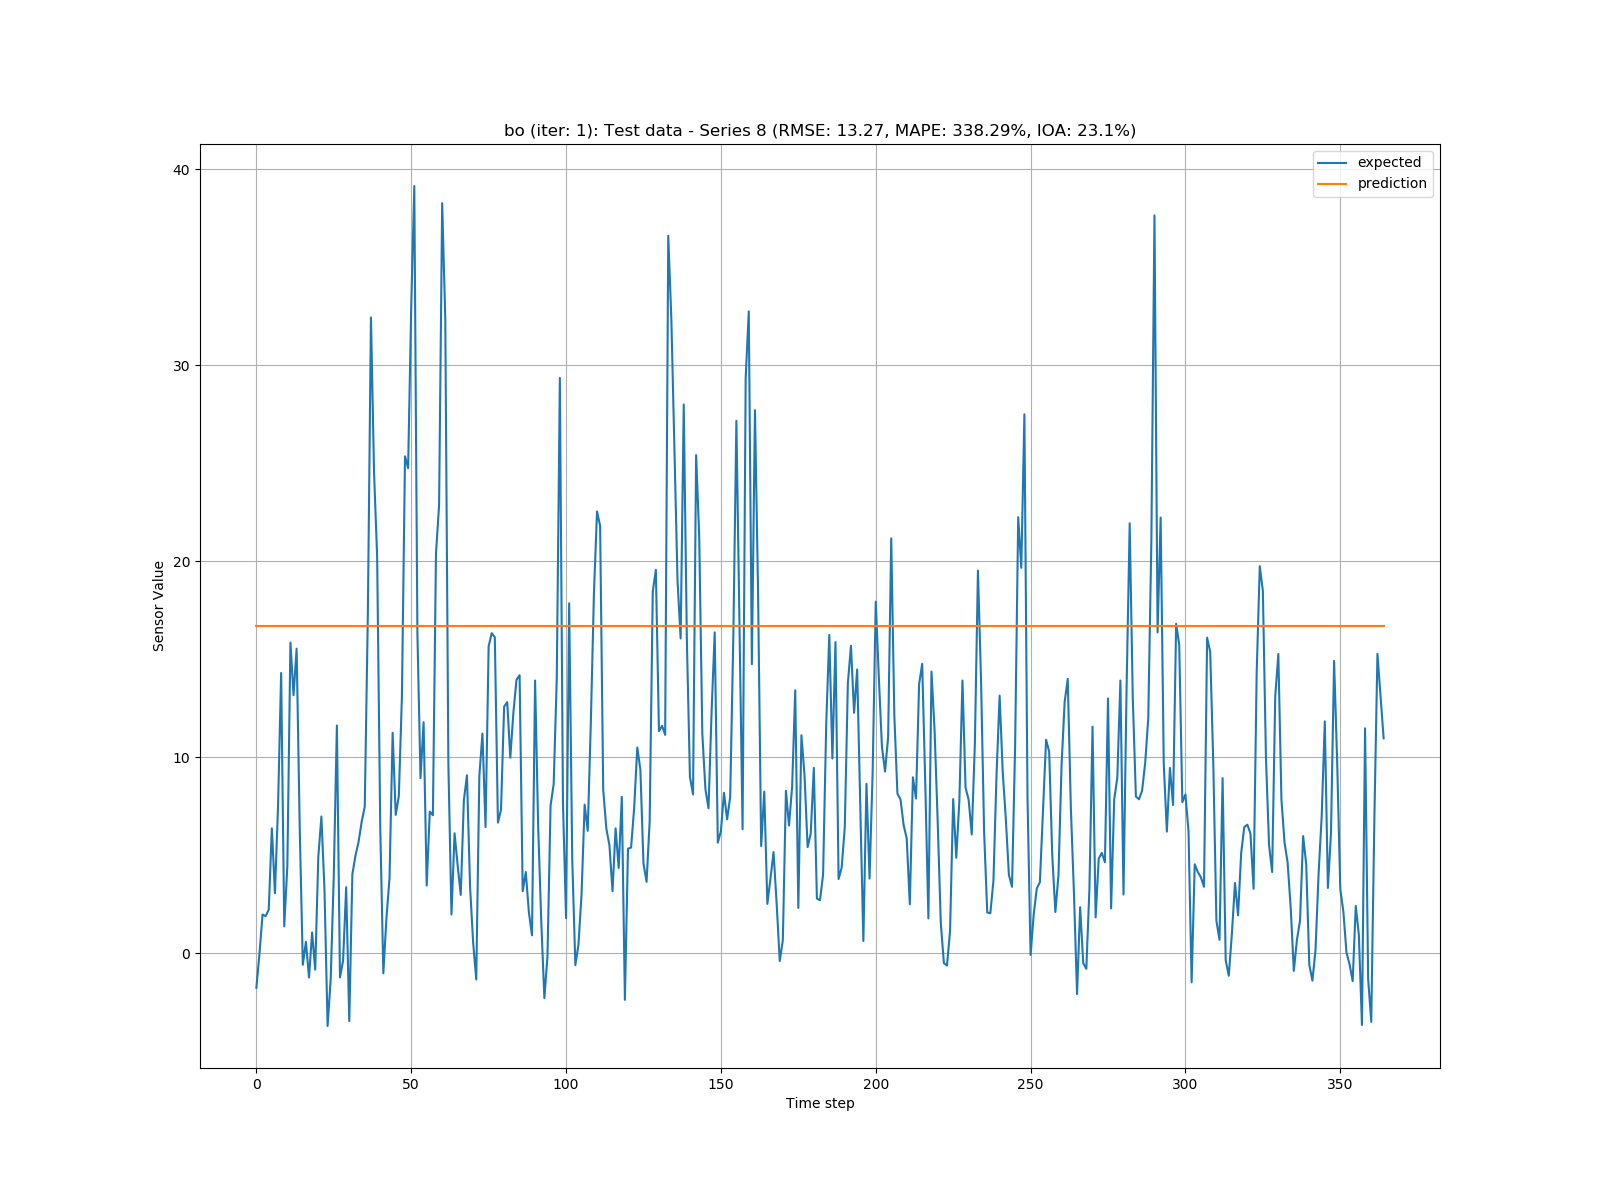 bo (iter: 1): Test data - Series 8 (RMSE: 13.27, MAPE: 338.29%, IOA: 23.1%)
expected
prediction
40
30
20
10
0
Sensor Value
0 50 100 150 200 250 300 350
Time step